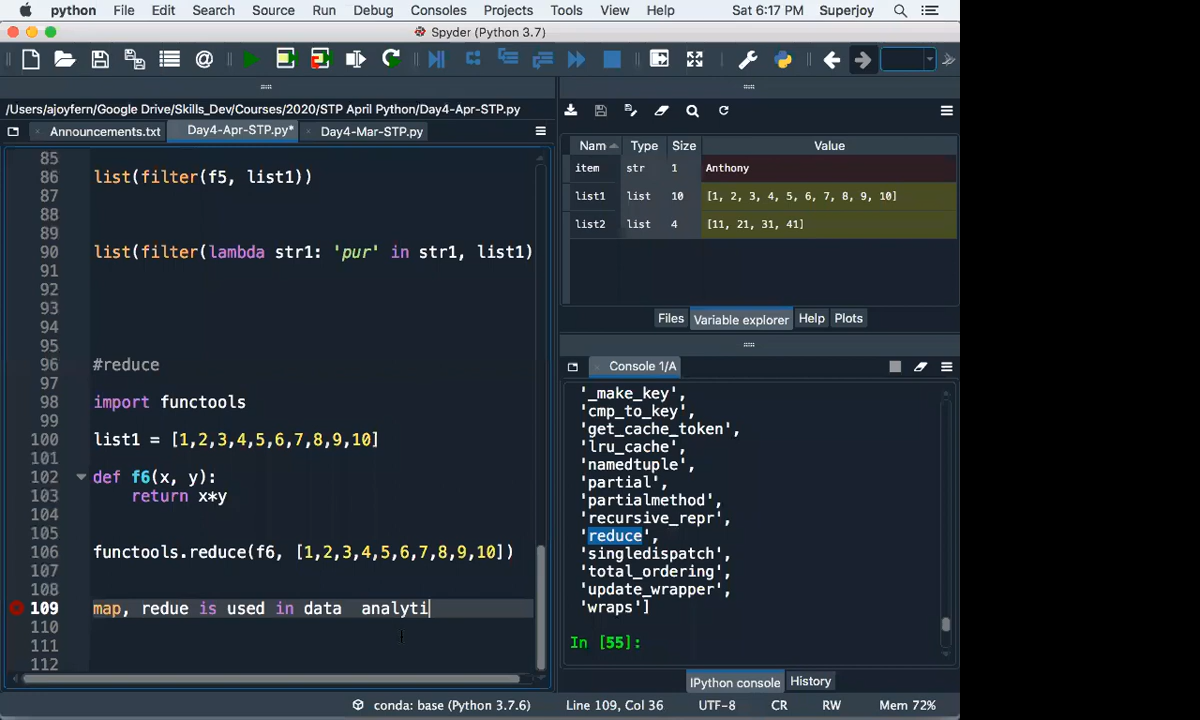 python File Edit Search Source Run Debug Consoles Projects Tools View Help Sat 6:17 PM Superjoy
Spyder (Python 3.7)
/Users/ajoyfern/Google Drive/Skills_Dev/Courses/2020/STP April Python/Day4-Apr-STP.py
Announcements.txt Day4-Apr-STP.py* Day4-Mar-STP.py
85
86 list(filter(f5, list1))
87
88
89
90 list(filter(lambda str1: 'pur' in str1, list1)
91
92
93
94
95
96 #reduce
97
98 import functools
99
100 list1 = [1,2,3,4,5,6,7,8,9,10]
101
102 def f6(x, y):
103 return x*y
104
105
106 functools.reduce(f6, [1,2,3,4,5,6,7,8,9,10])
107
108
109 map, redue is used in data  analyti
110
111
112
Nam Type Size Value
item str 1 Anthony
list1 list 10 [1, 2, 3, 4, 5, 6, 7, 8, 9, 10]
list2 list 4 [11, 21, 31, 41]
Files Variable explorer Help Plots
Console 1/A
'_make_key',
'cmp_to_key',
'get_cache_token',
'lru_cache',
'namedtuple',
'partial',
'partialmethod',
'recursive_repr',
'reduce',
'singledispatch',
'total_ordering',
'update_wrapper',
'wraps']
In [55]:
IPython console History
conda: base (Python 3.7.6) Line 109, Col 36 UTF-8 CR RW Mem 72%